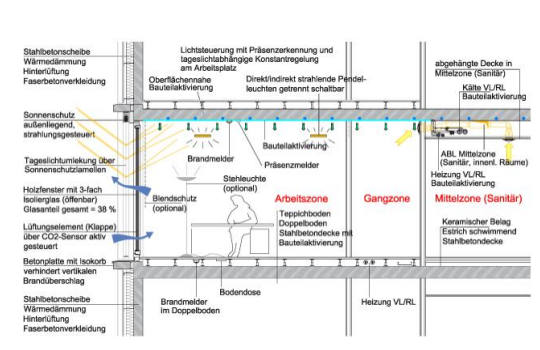 Stahlbetonscheibe
Wärmedämmung
Hinterlüftung
Faserbetonverkleidung
Lichtsteuerung mit Präsenzerkennung und
tageslichtabhängige Konstantregelung
am Arbeitsplatz
Oberflächennahe
Bauteilaktivierung
Direkt/indirekt strahlende Pendel-
leuchten getrennt schaltbar
abgehängte Decke in
Mittelzone (Sanitär)
Kälte VL/RL
Bauteilaktivierung
Sonnenschutz
außenliegend,
strahlungsgesteuert
Bauteilaktivierung
Brandmelder
Präsenzmelder
ABL Mittelzone
(Sanitär, innenl. Räume)
Heizung VL/RL
Bauteilaktivierung
Tageslichtumlekung über
Sonnenschutzlamellen
Stehleuchte
(optional)
Holzfenster mit 3-fach
Isolierglas (öffenbar)
Glasanteil gesamt = 38 %
Blendschutz
(optional)
Arbeitszone
Gangzone
Mittelzone (Sanitär)
Teppichboden
Doppelboden
Stahlbetondecke mit
Bauteilaktivierung
Keramischer Belag
Estrich schwimmend
Stahlbetondecke
Lüftungselement (Klappe)
über CO2-Sensor aktiv
gesteuert
Betonplatte mit Isokorb
verhindert vertikalen
Brandüberschlag
Brandmelder
im Doppelboden
Bodendose
Heizung VL/RL
Stahlbetonscheibe
Wärmedämmung
Hinterlüftung
Faserbetonverkleidung